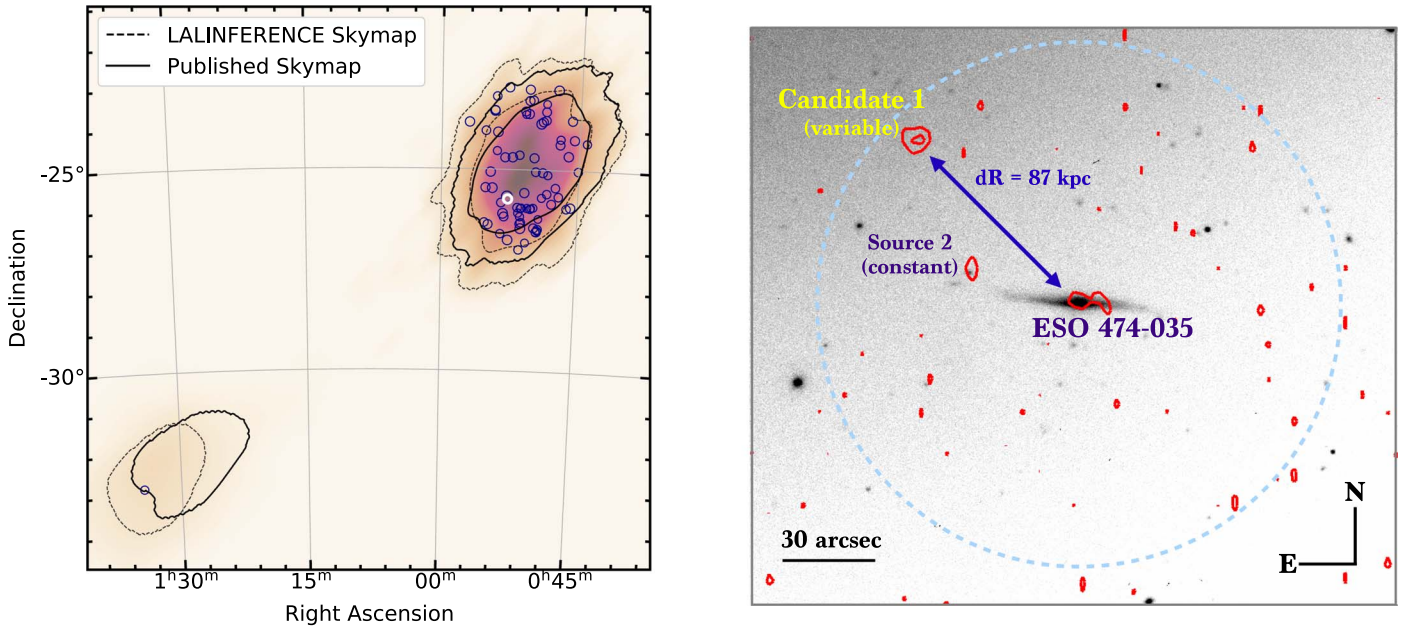 LALINFERENCE Skymap
Published Skymap
-25°
-30°
Declination
1ʰ30ᵐ
15ᵐ
00ᵐ
0ʰ45ᵐ
Right Ascension
Candidate 1
(variable)
dR = 87 kpc
Source 2
(constant)
ESO 474-035
30 arcsec
N
E